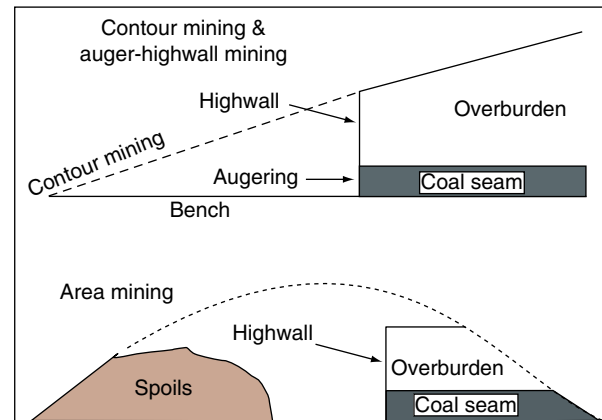 Contour mining &
auger-highwall mining
Highwall
Overburden
Contour mining
Augering
Coal seam
Bench
Area mining
Highwall
Overburden
Spoils
Coal seam